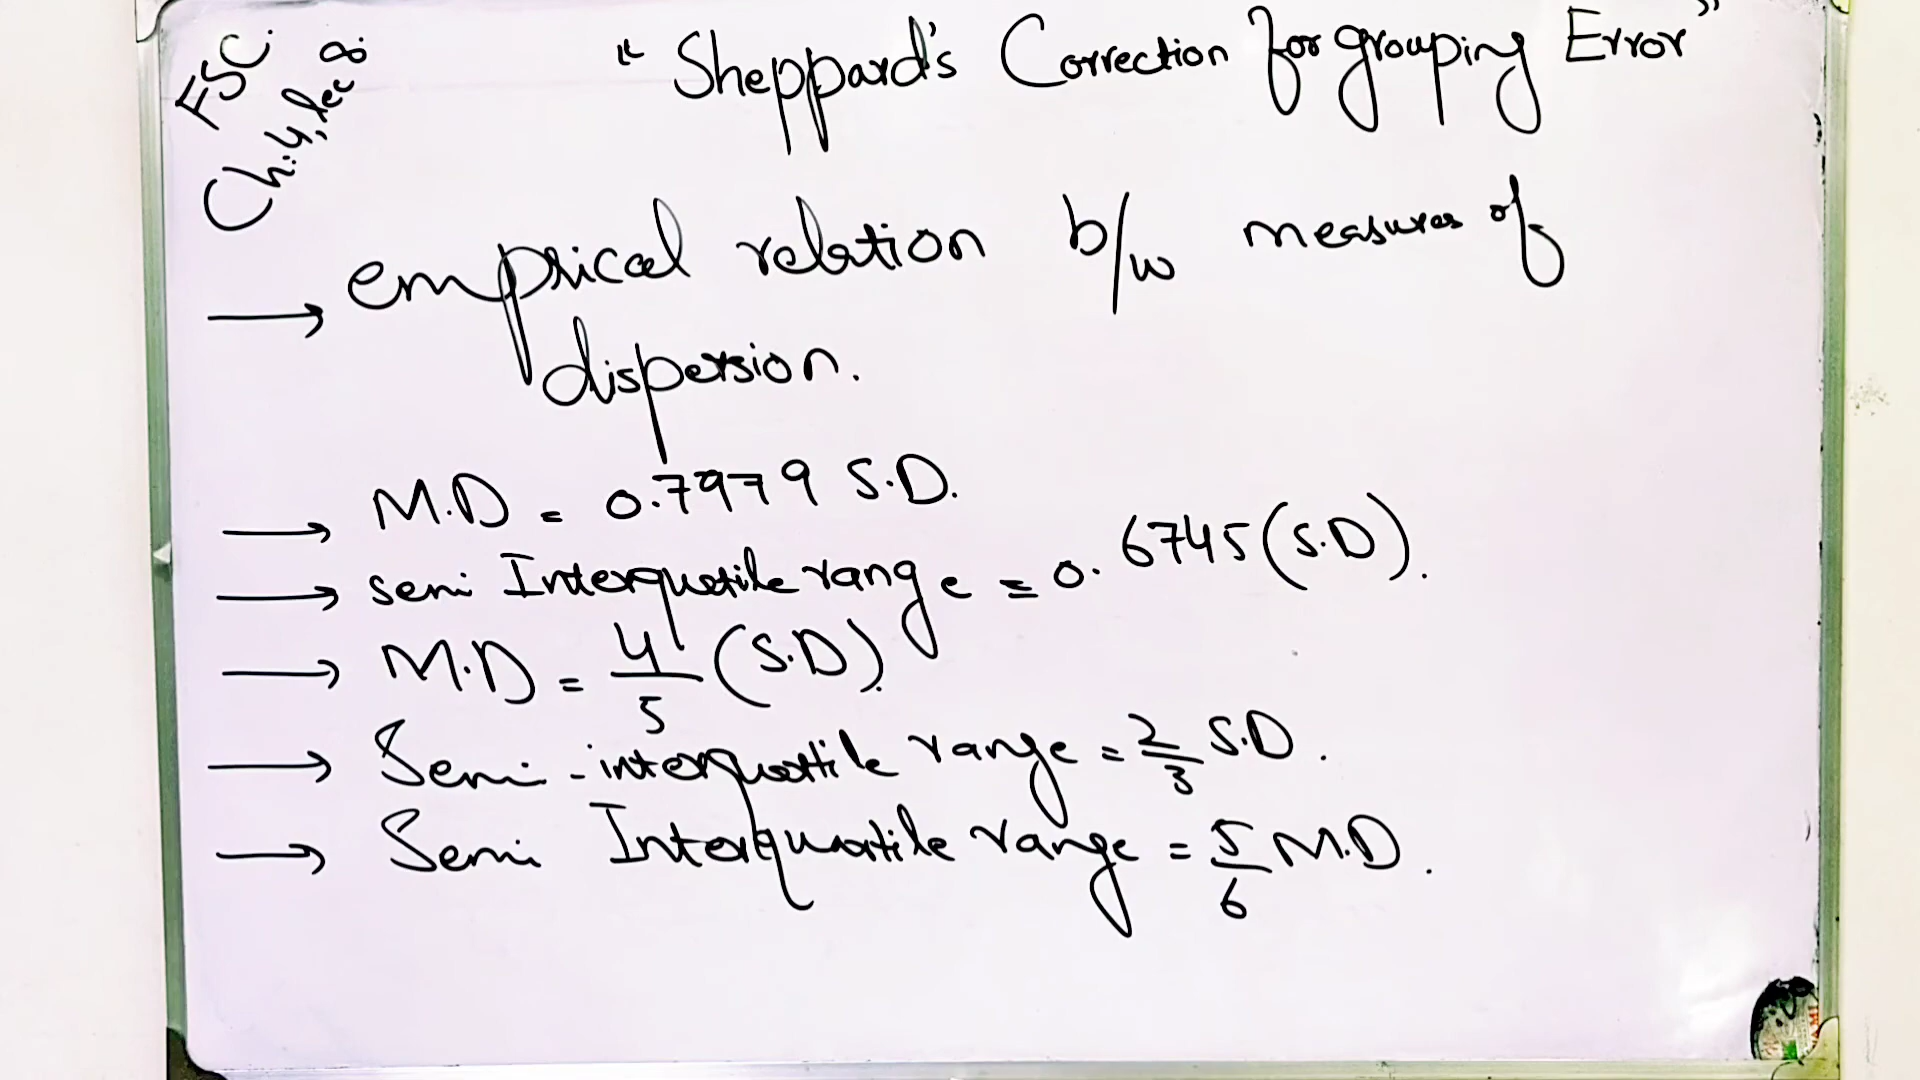 FSC.
Ch:4, lec 8:
"Sheppard's Correction for grouping Error"
→ emprical relation b/w measures of
dispersion.
→ M.D = 0.7979 S.D.
→ semi Interquartile range = 0.6745 (S.D).
→ M.D = 4/5 (S.D).
→ Semi-interquartile range = 2/3 S.D.
→ Semi Interquartile range = 5/6 M.D.